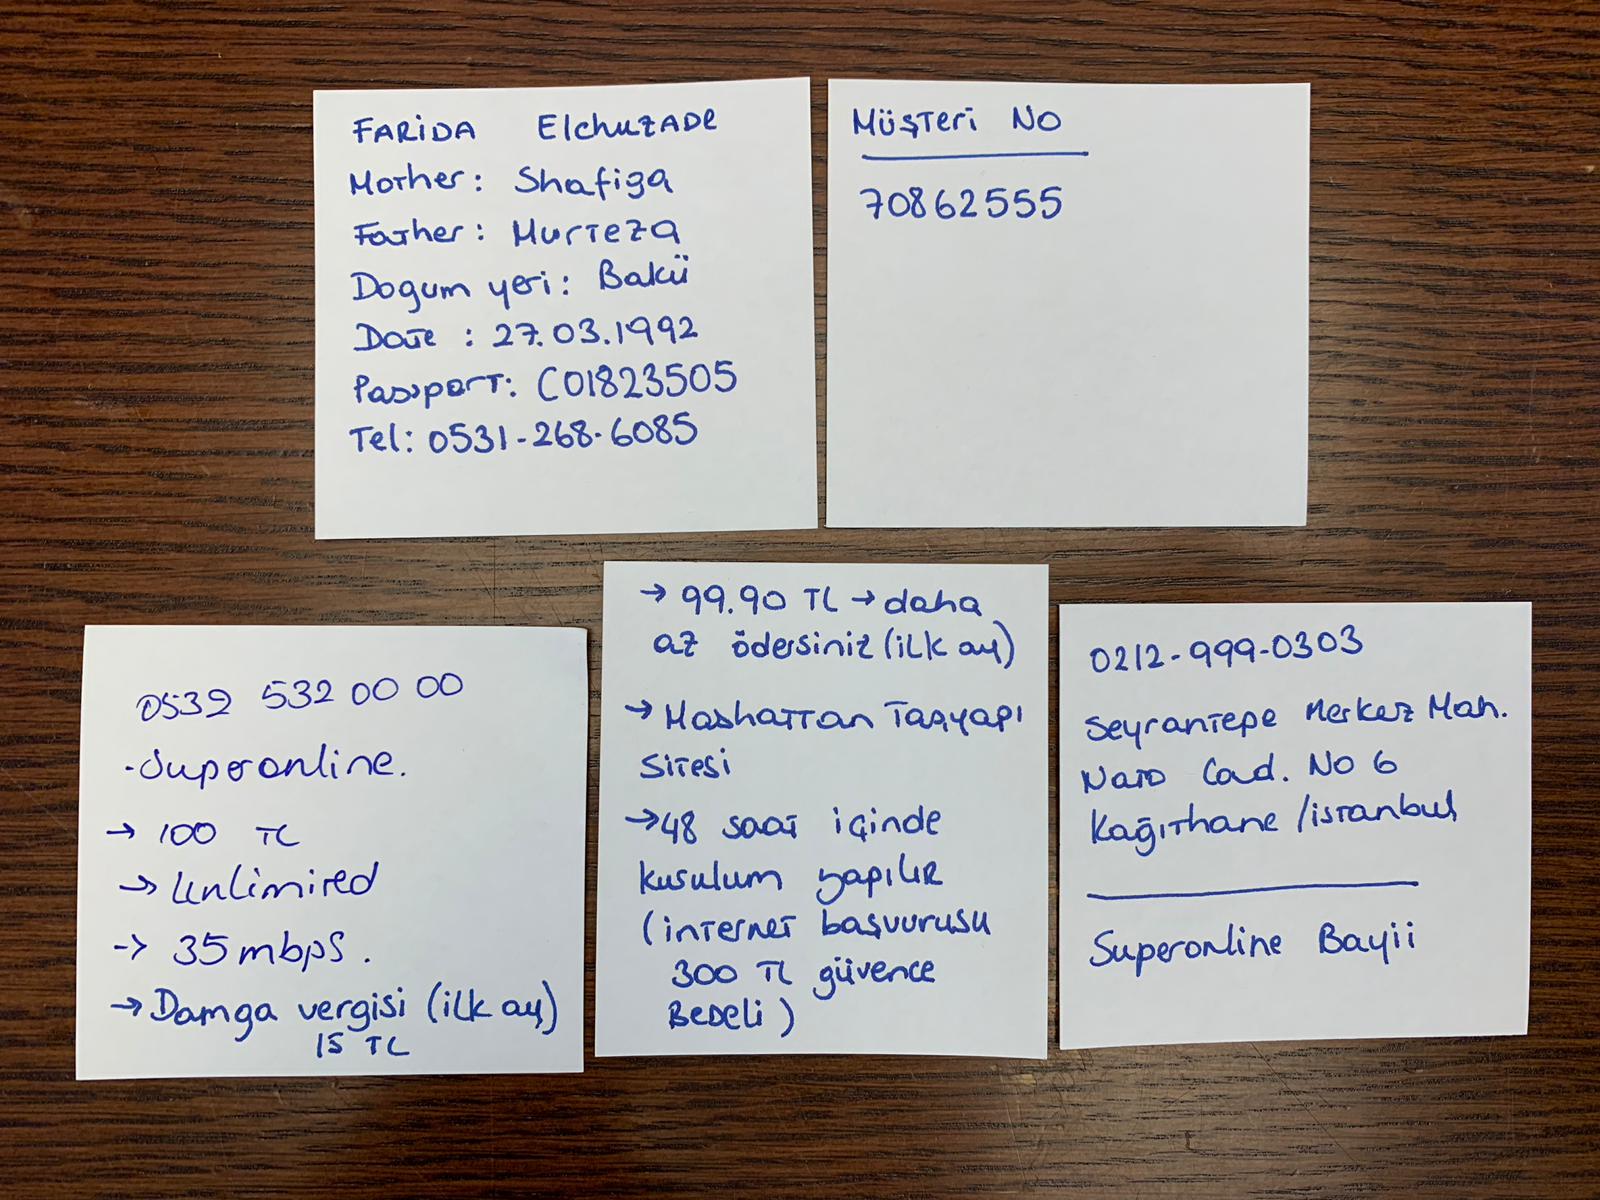 FARIDA Elchuzade
Mother: Shafiga
Father: Murteza
Dogum yeri: Bakü
Date : 27.03.1992
Passport: C01823505
Tel: 0531-268-6085
Müşteri No
70862555
0532 532 00 00
-Superonline.
→ 100 TL
→ Unlimited
→ 35 mbps.
→ Damga vergisi (ilk ay)
15 TL
→ 99.90 TL → daha
az ödersiniz (ilk ay)
→ Mashattan Taşyapı
Sitesi
→ 48 saat içinde
kusulum yapılır
(internet başvurusu
300 TL güvence
Bedeli)
0212-999-0303
Seyrantepe Merkez Mah.
Nato Cad. No 6
Kağıthane / istanbul
Superonline Bayii